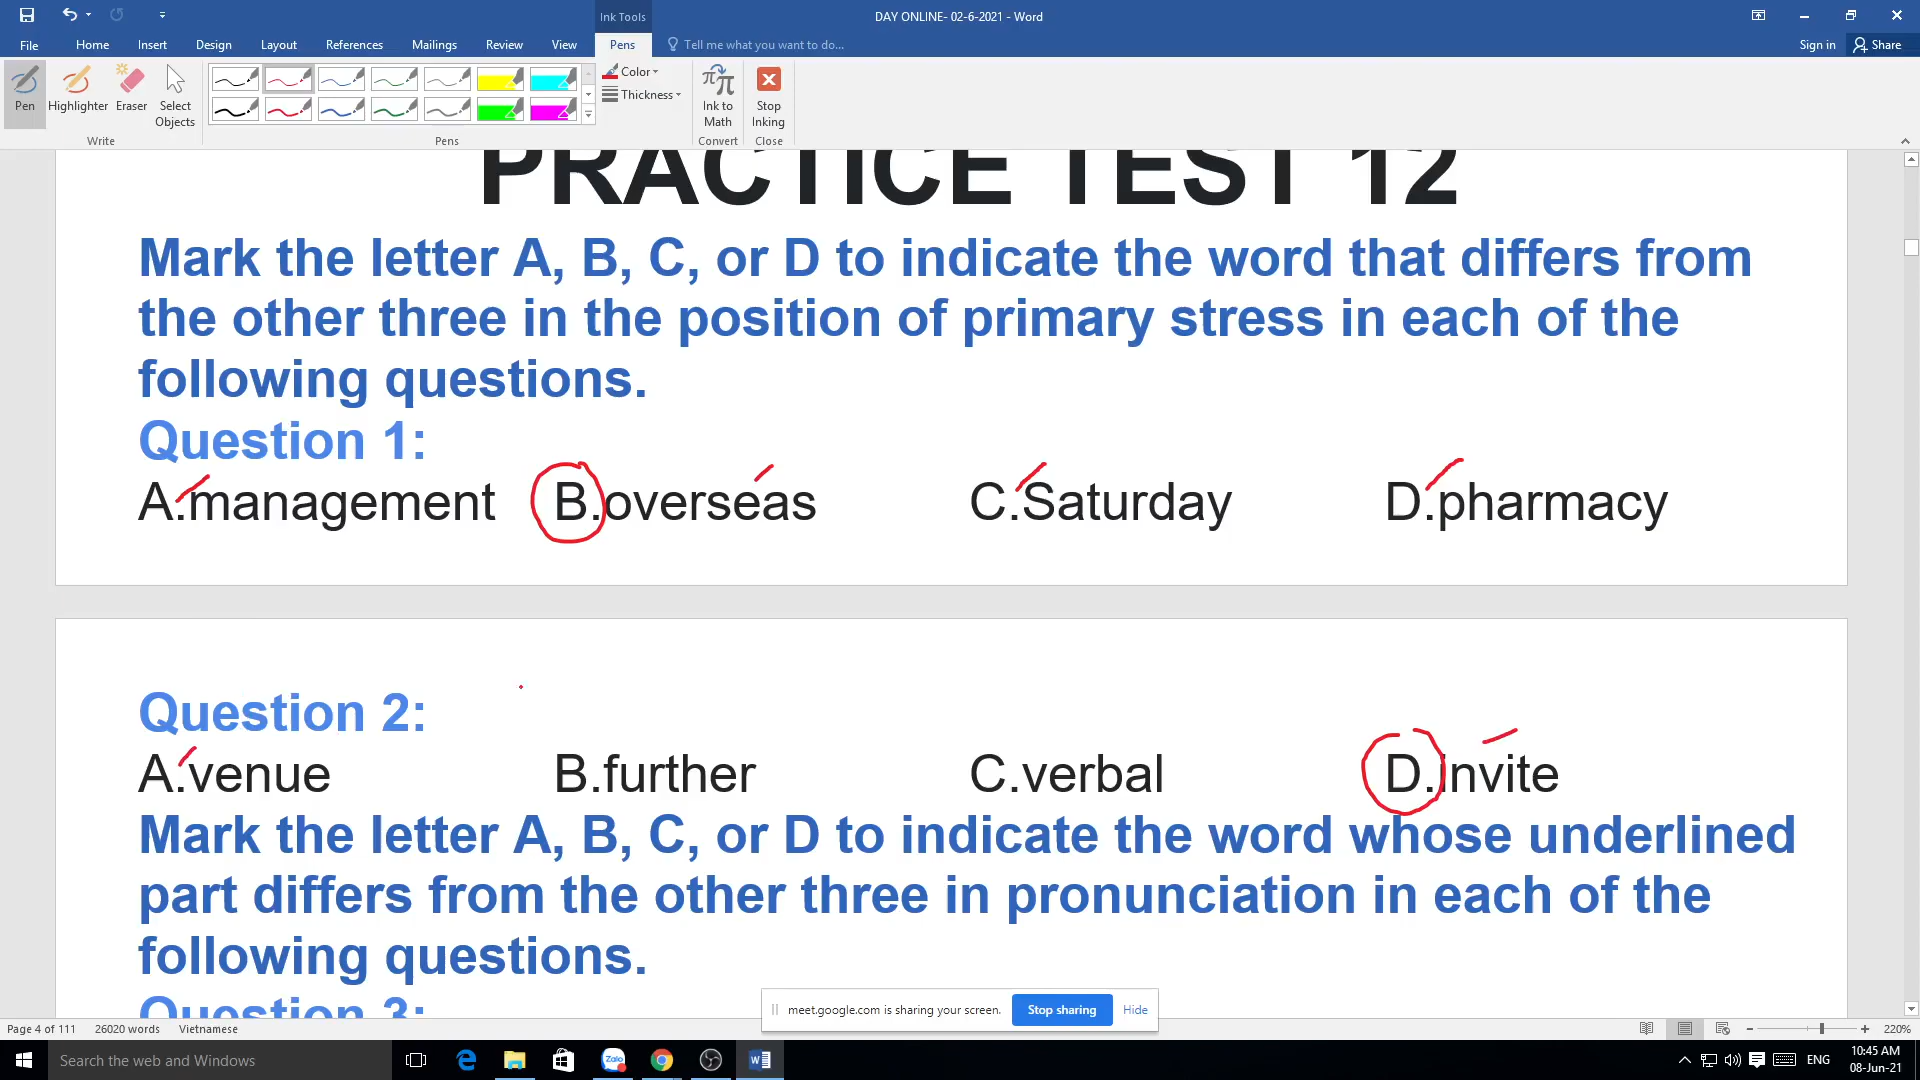 Ink Tools
DAY ONLINE- 02-6-2021 - Word
File Home Insert Design Layout References Mailings Review View Pens Tell me what you want to do... Sign in Share
Pen Highlighter Eraser Select Objects
Color
Thickness
Ink to Math
Stop Inking
Write Pens Convert Close
PRACTICE TEST 12
Mark the letter A, B, C, or D to indicate the word that differs from
the other three in the position of primary stress in each of the
following questions.
Question 1:
A.management B.overseas C.Saturday D.pharmacy
Question 2:
A.venue B.further C.verbal D.invite
Mark the letter A, B, C, or D to indicate the word whose underlined
part differs from the other three in pronunciation in each of the
following questions.
Question 3:
meet.google.com is sharing your screen. Stop sharing Hide
Page 4 of 111 26020 words Vietnamese 220%
Search the web and Windows Zalo ENG 10:45 AM
08-Jun-21